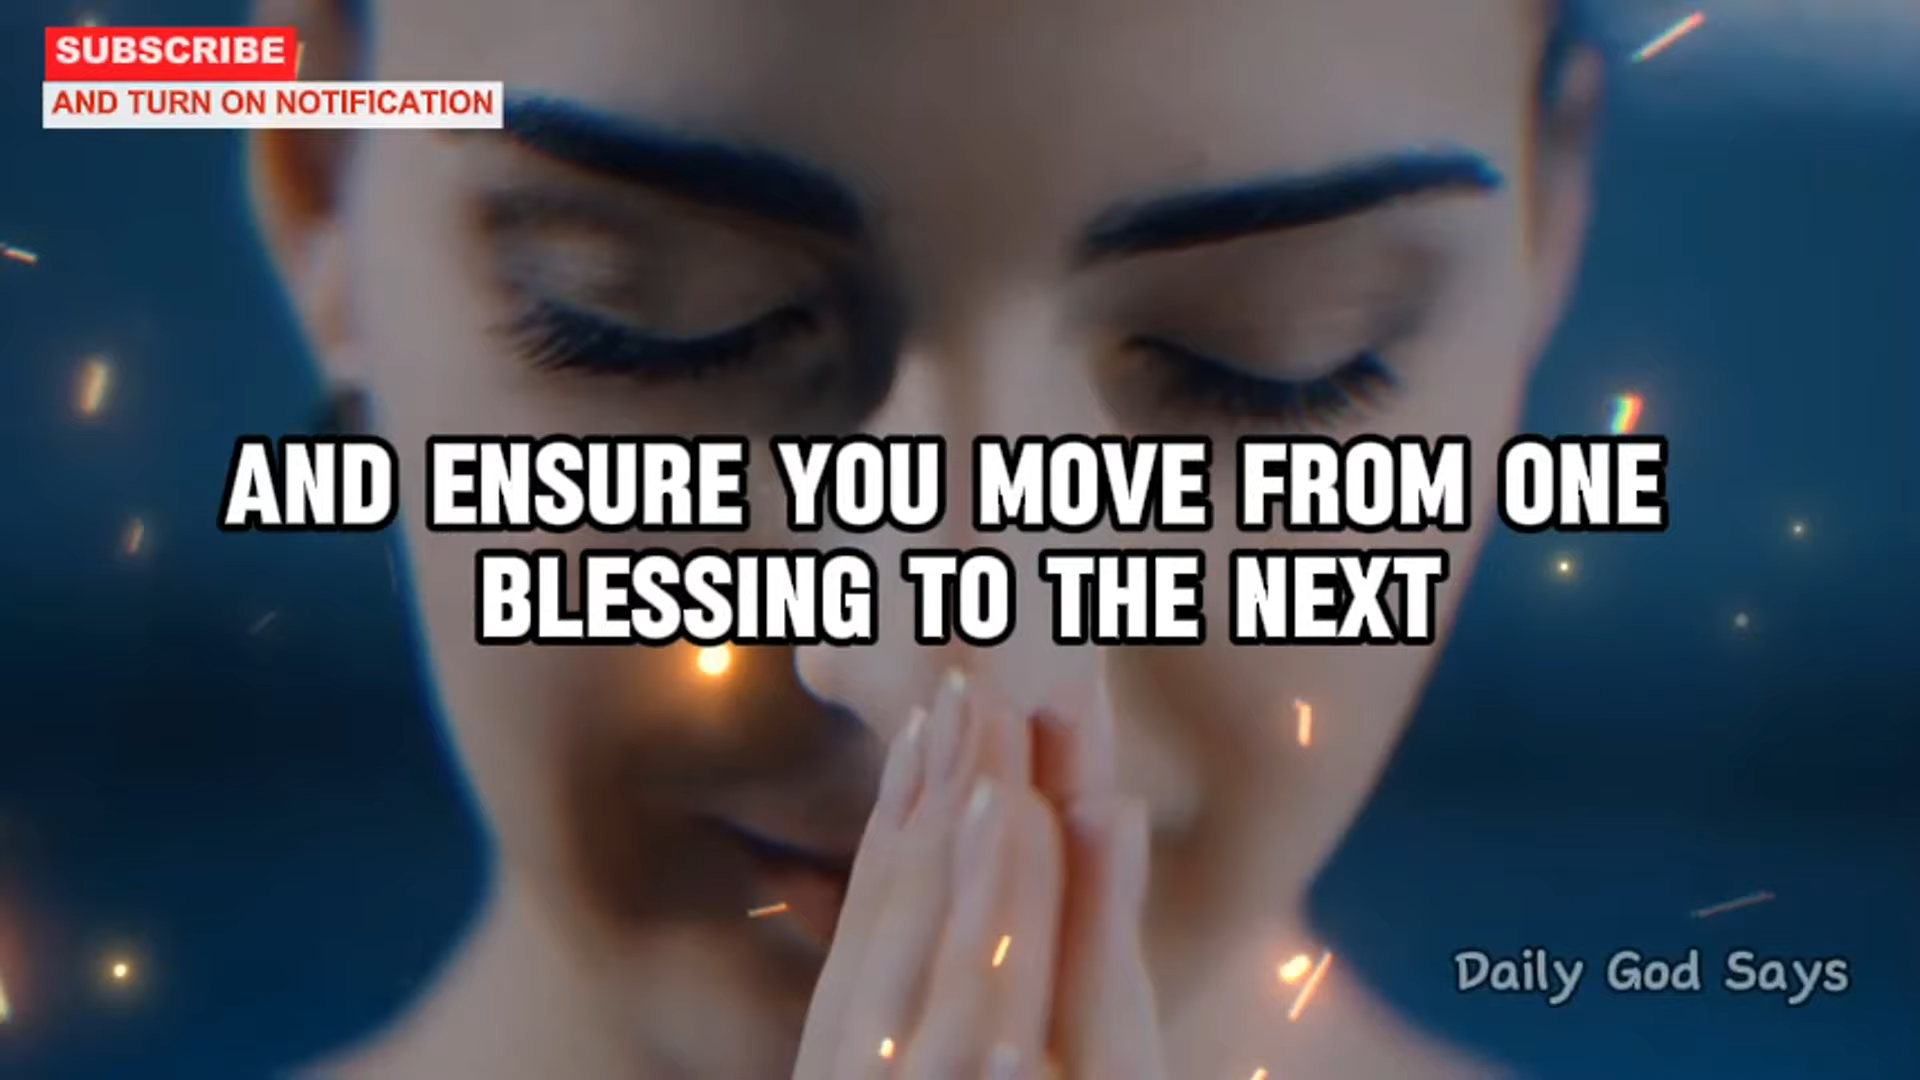 SUBSCRIBE
AND TURN ON NOTIFICATION
AND ENSURE YOU MOVE FROM ONE
BLESSING TO THE NEXT
Daily God Says